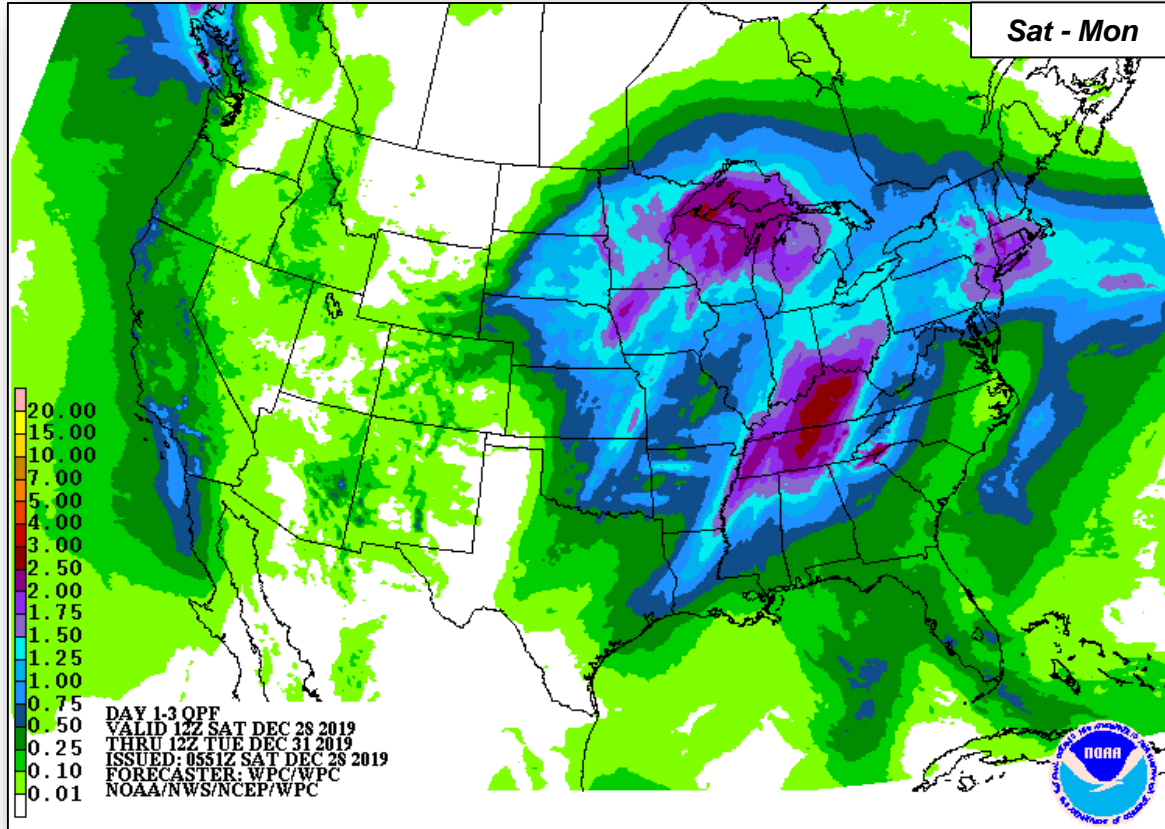 Sat - Mon
20.00
15.00
10.00
7.00
5.00
4.00
3.00
2.50
2.00
1.75
1.50
1.25
1.00
0.75
0.50
0.25
0.10
0.01
DAY 1-3 QPF
VALID 12Z SAT DEC 28 2019
THRU 12Z TUE DEC 31 2019
ISSUED: 0551Z SAT DEC 28 2019
FORECASTER: WPC/WPC
NOAA/NWS/NCEP/WPC
NOAA